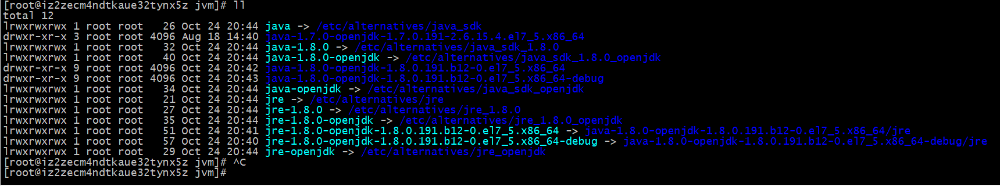 [root@iz2zecm4ndtkaue32tynx5z jvm]# ll
total 12
lrwxrwxrwx 1 root root   26 Oct 24 20:44 java -> /etc/alternatives/java_sdk
drwxr-xr-x 3 root root 4096 Aug 18 14:40 java-1.7.0-openjdk-1.7.0.191-2.6.15.4.el7_5.x86_64
lrwxrwxrwx 1 root root   32 Oct 24 20:44 java-1.8.0 -> /etc/alternatives/java_sdk_1.8.0
lrwxrwxrwx 1 root root   40 Oct 24 20:44 java-1.8.0-openjdk -> /etc/alternatives/java_sdk_1.8.0_openjdk
drwxr-xr-x 9 root root 4096 Oct 24 20:42 java-1.8.0-openjdk-1.8.0.191.b12-0.el7_5.x86_64
drwxr-xr-x 9 root root 4096 Oct 24 20:43 java-1.8.0-openjdk-1.8.0.191.b12-0.el7_5.x86_64-debug
lrwxrwxrwx 1 root root   34 Oct 24 20:44 java-openjdk -> /etc/alternatives/java_sdk_openjdk
lrwxrwxrwx 1 root root   21 Oct 24 20:44 jre -> /etc/alternatives/jre
lrwxrwxrwx 1 root root   27 Oct 24 20:44 jre-1.8.0 -> /etc/alternatives/jre_1.8.0
lrwxrwxrwx 1 root root   35 Oct 24 20:44 jre-1.8.0-openjdk -> /etc/alternatives/jre_1.8.0_openjdk
lrwxrwxrwx 1 root root   51 Oct 24 20:41 jre-1.8.0-openjdk-1.8.0.191.b12-0.el7_5.x86_64 -> java-1.8.0-openjdk-1.8.0.191.b12-0.el7_5.x86_64/jre
lrwxrwxrwx 1 root root   57 Oct 24 20:40 jre-1.8.0-openjdk-1.8.0.191.b12-0.el7_5.x86_64-debug -> java-1.8.0-openjdk-1.8.0.191.b12-0.el7_5.x86_64-debug/jre
lrwxrwxrwx 1 root root   29 Oct 24 20:44 jre-openjdk -> /etc/alternatives/jre_openjdk
[root@iz2zecm4ndtkaue32tynx5z jvm]# ^C
[root@iz2zecm4ndtkaue32tynx5z jvm]#